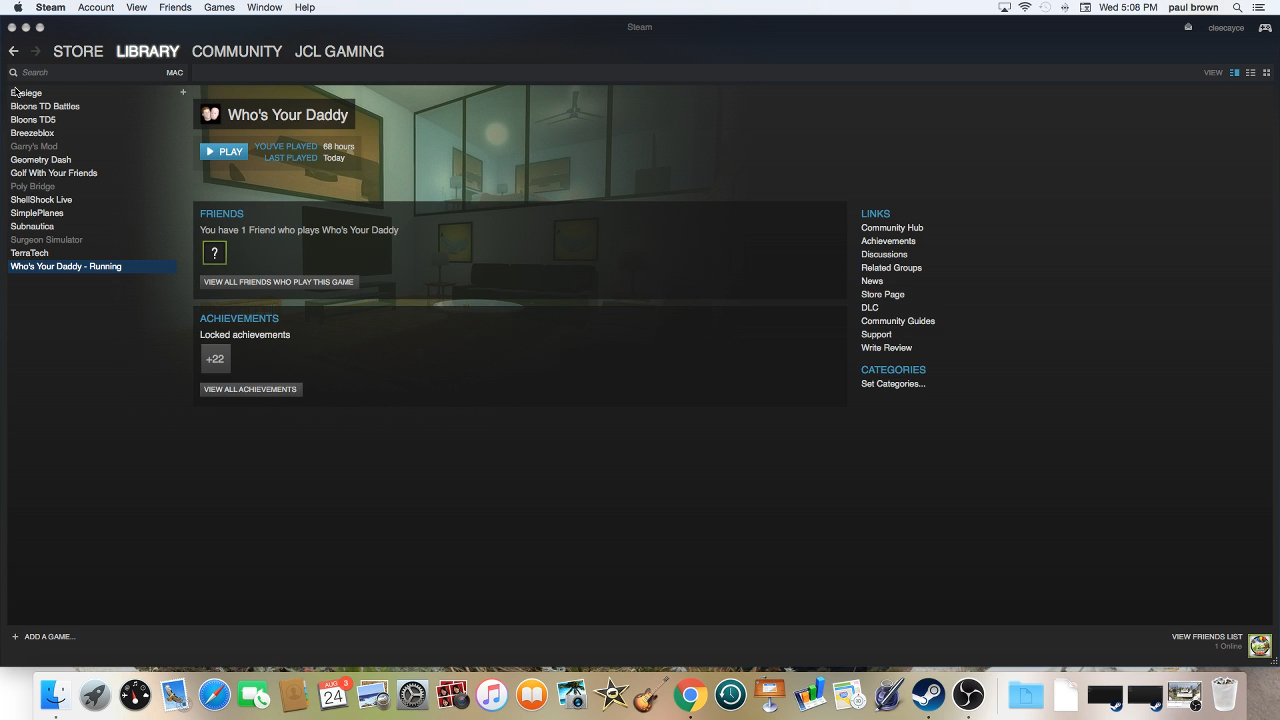 Steam Account View Friends Games Window Help Wed 5:08 PM paul brown
Steam
cleecayce
STORE LIBRARY COMMUNITY JCL GAMING
Search MAC
VIEW
Besiege +
Bloons TD Battles
Bloons TD5
Breezeblox
Garry's Mod
Geometry Dash
Golf With Your Friends
Poly Bridge
ShellShock Live
SimplePlanes
Subnautica
Surgeon Simulator
TerraTech
Who's Your Daddy - Running
Who's Your Daddy
PLAY
YOU'VE PLAYED 68 hours
LAST PLAYED Today
FRIENDS
You have 1 Friend who plays Who's Your Daddy
?
VIEW ALL FRIENDS WHO PLAY THIS GAME
ACHIEVEMENTS
Locked achievements
+22
VIEW ALL ACHIEVEMENTS
LINKS
Community Hub
Achievements
Discussions
Related Groups
News
Store Page
DLC
Community Guides
Support
Write Review
CATEGORIES
Set Categories...
+ ADD A GAME...
VIEW FRIENDS LIST
1 Online
AUG 3
24